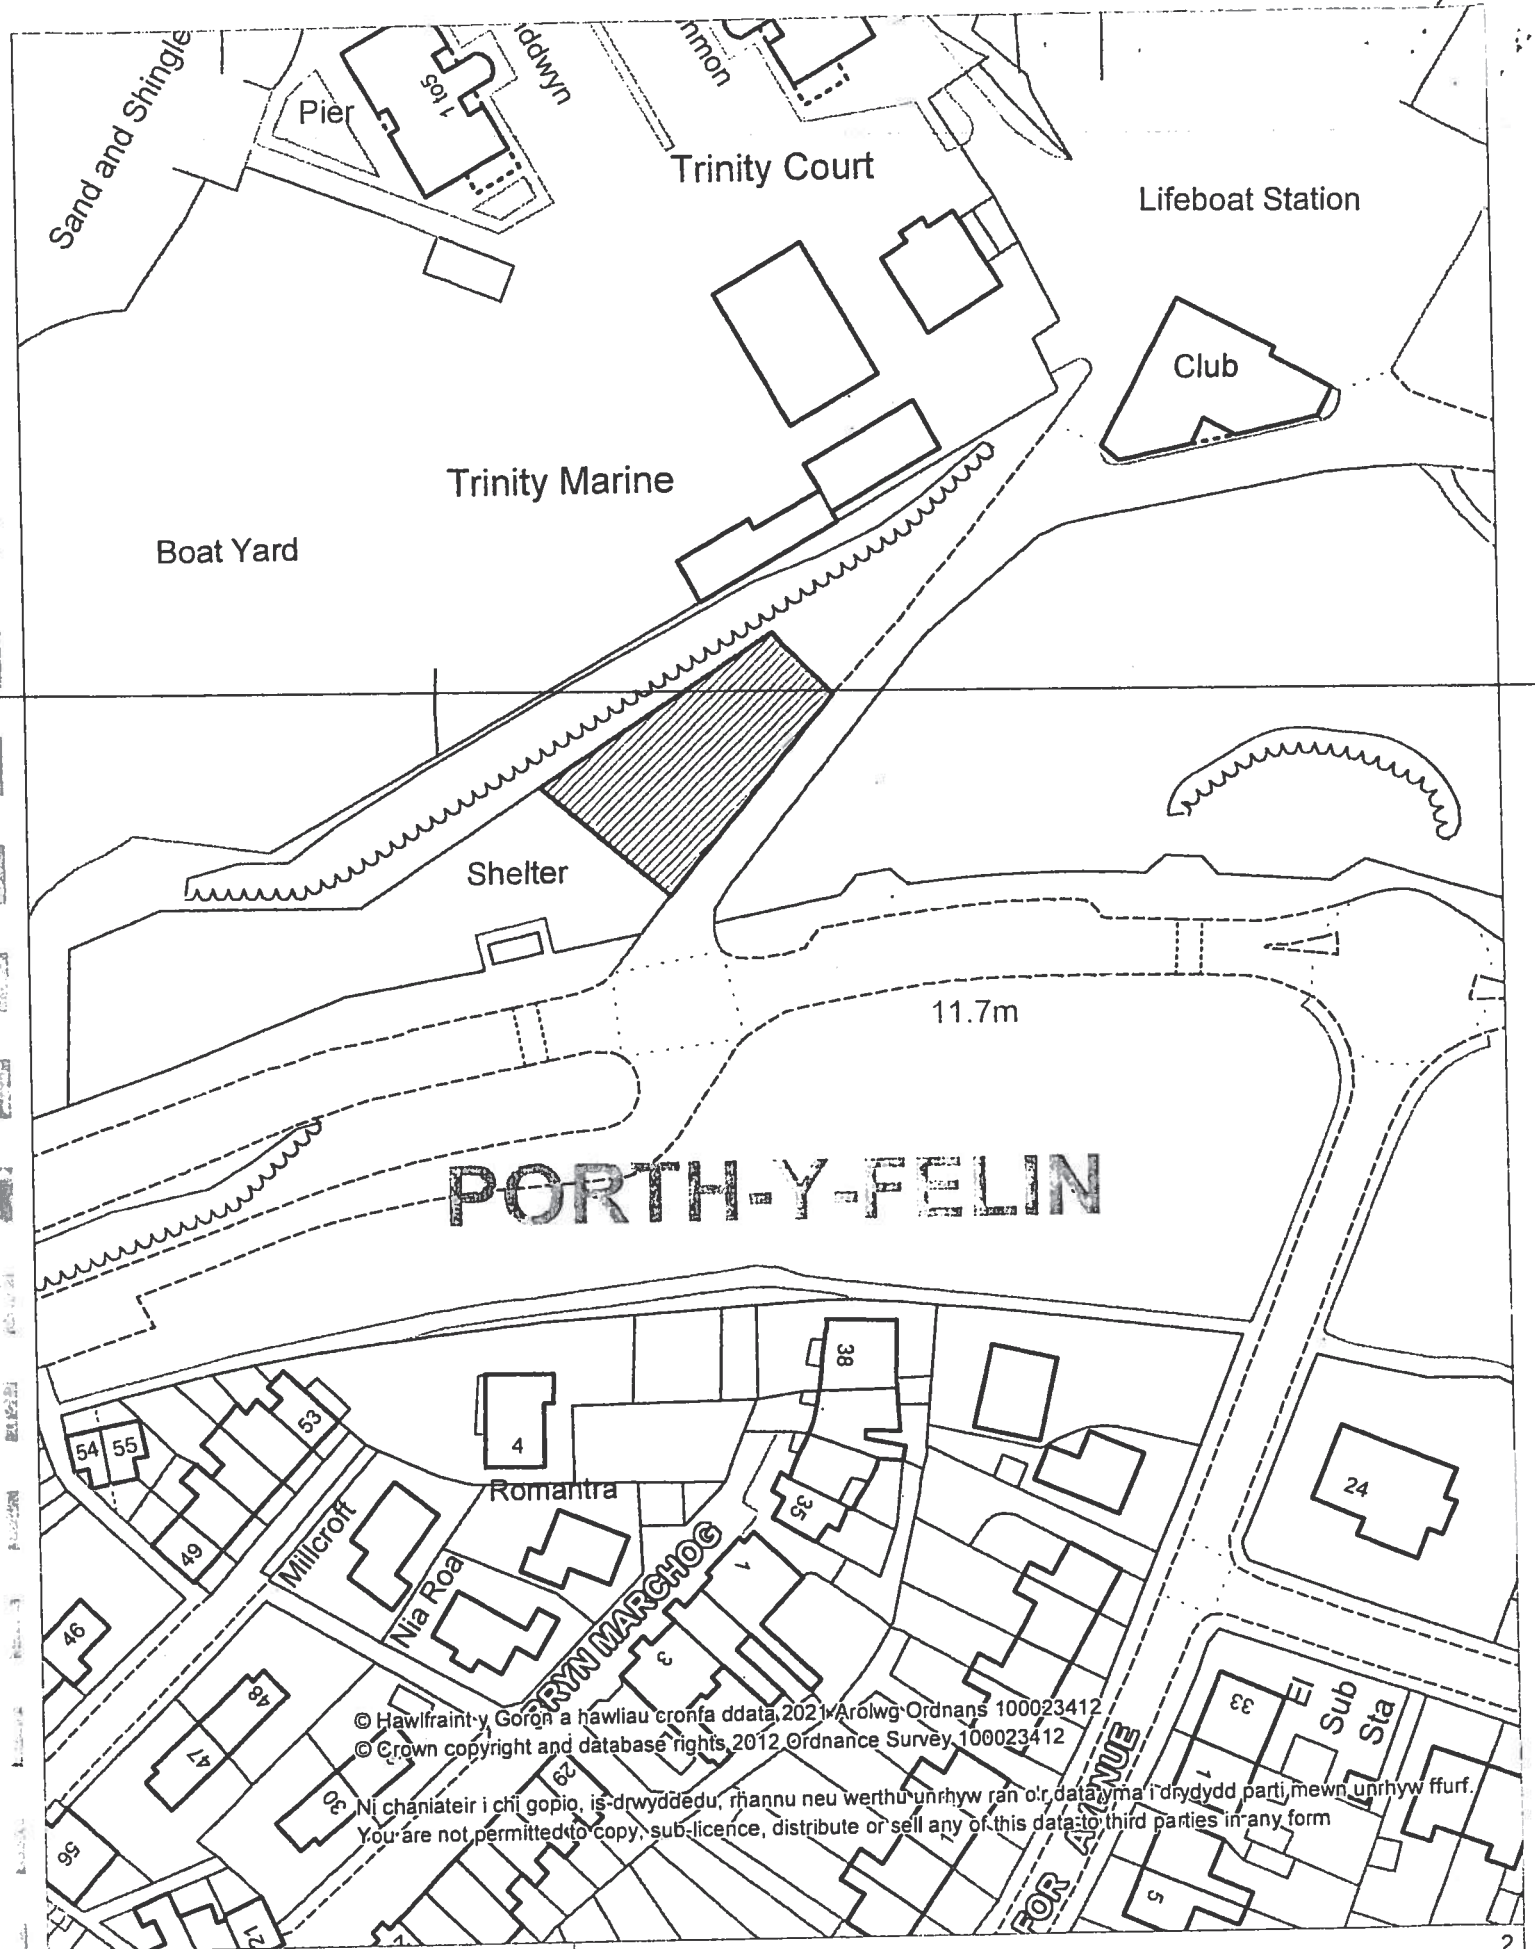 Sand and Shingle
Pier
1 to5
Trinity Court
Lifeboat Station
Club
Trinity Marine
Boat Yard
Shelter
11.7m
PORTH-Y-FELIN
38
53
4
54
55
Romantra
24
35
49
Millcroft
Nia Roa
BRYN MARCHOG
1
46
3
48
33
El
Sub
Sta
© Hawlfraint y Goron a hawliau cronfa ddata 2021 Arolwg Ordnans 100023412
© Crown copyright and database rights 2012 Ordnance Survey 100023412
47
29
30
1
Ni chaniateir i chi gopio, is-drwyddedu, rhannu neu werthu unrhyw ran o'r data yma i drydydd parti mewn unrhyw ffurf.
You are not permitted to copy, sub-licence, distribute or sell any of this data to third parties in any form
56
5
21
2